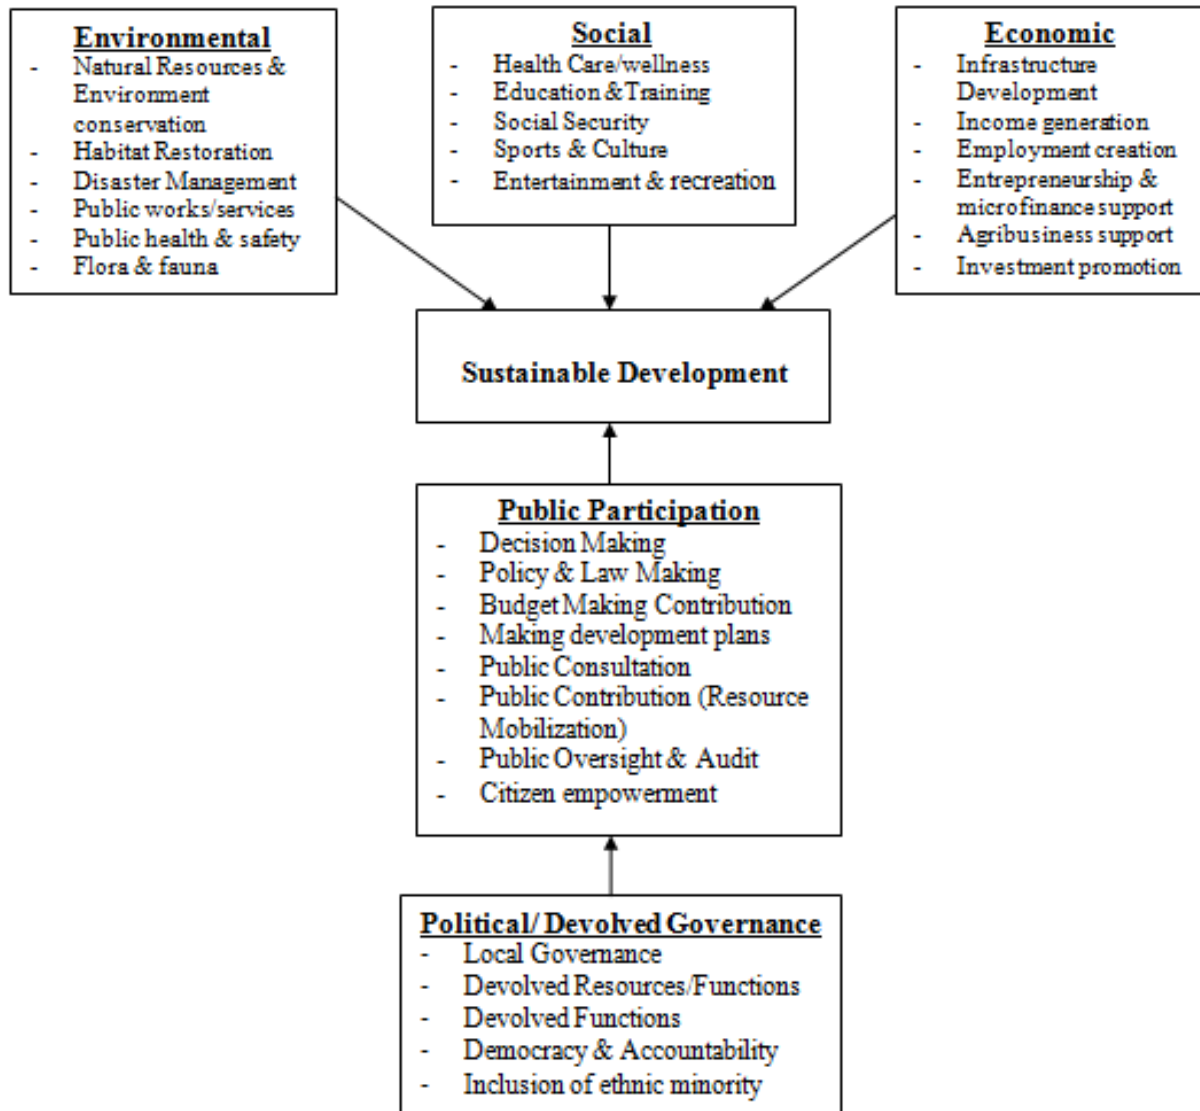 Environmental
- Natural Resources &
Environment
conservation
- Habitat Restoration
- Disaster Management
- Public works/services
- Public health & safety
- Flora & fauna
Social
- Health Care/wellness
- Education &Training
- Social Security
- Sports & Culture
- Entertainment & recreation
Economic
- Infrastructure
Development
- Income generation
- Employment creation
- Entrepreneurship &
microfinance support
- Agribusiness support
- Investment promotion
Sustainable Development
Public Participation
- Decision Making
- Policy & Law Making
- Budget Making Contribution
- Making development plans
- Public Consultation
- Public Contribution (Resource
Mobilization)
- Public Oversight & Audit
- Citizen empowerment
Political/ Devolved Governance
- Local Governance
- Devolved Resources/Functions
- Devolved Functions
- Democracy & Accountability
- Inclusion of ethnic minority